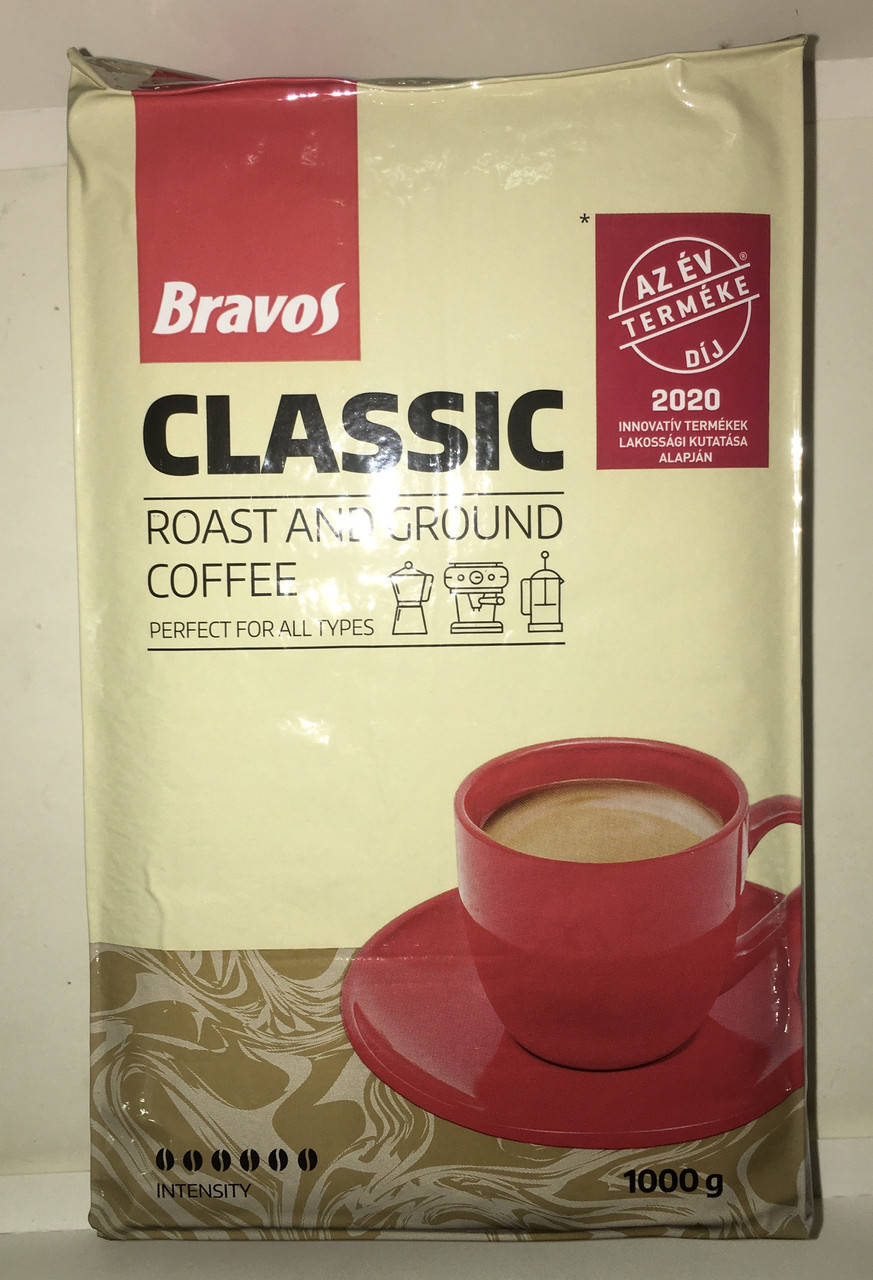 Bravos
*
AZ ÉV
®
TERMÉKE
DÍJ
2020
INNOVATÍV TERMÉKEK
LAKOSSÁGI KUTATÁSA
ALAPJÁN
CLASSIC
ROAST AND GROUND
COFFEE
PERFECT FOR ALL TYPES
INTENSITY
1000 g